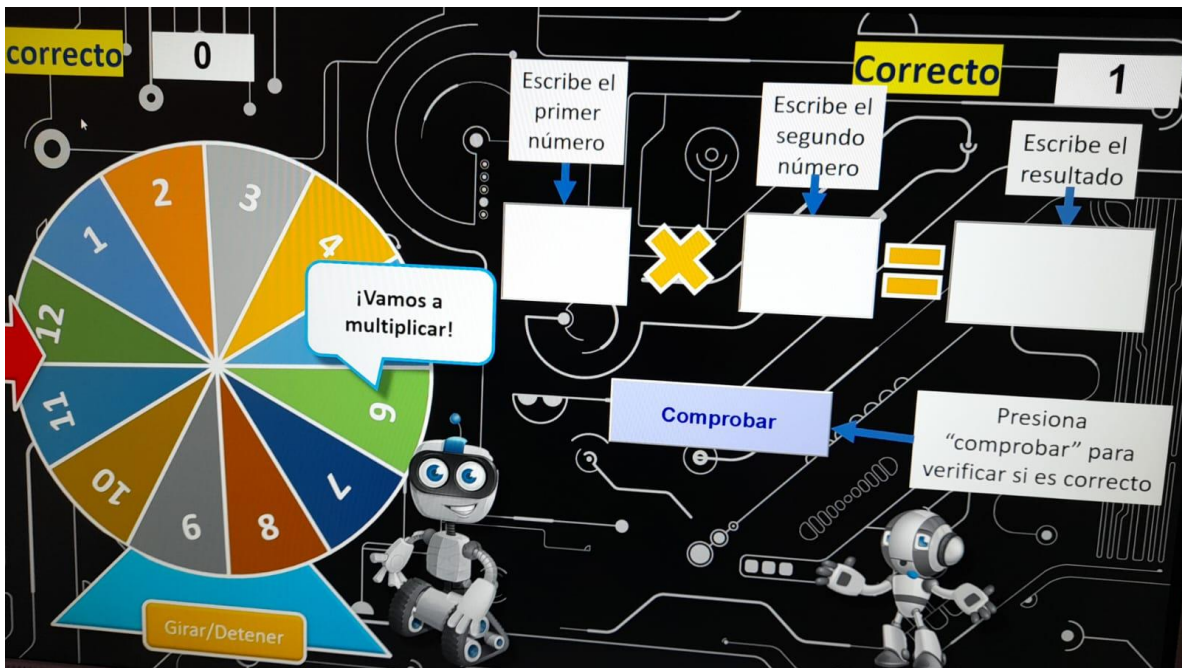 correcto
0
Correcto
1
Escribe el
primer
número
Escribe el
segundo
número
Escribe el
resultado
1
2
3
4
¡Vamos a
multiplicar!
12
11
10
9
8
7
6
Comprobar
Presiona
“comprobar” para
verificar si es correcto
Girar/Detener